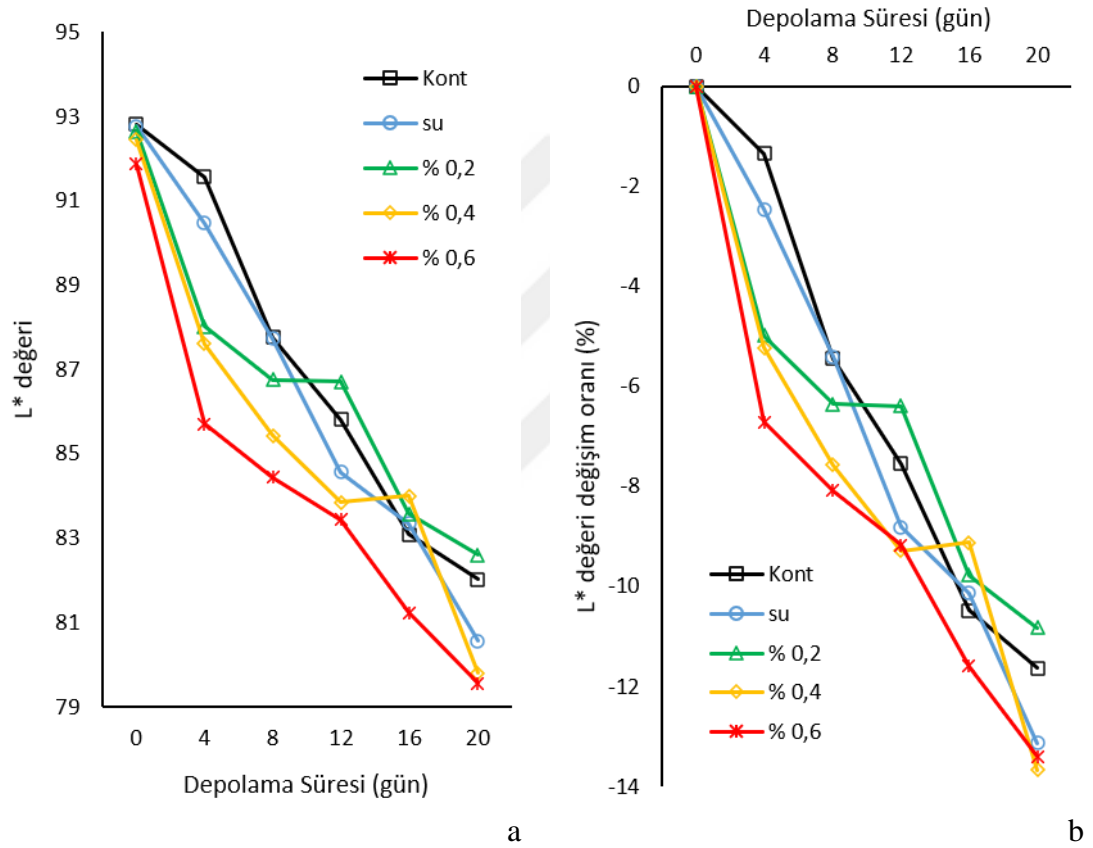 95
93
91
89
87
85
83
81
79
L* değeri
0 4 8 12 16 20
Depolama Süresi (gün)
Kont
su
% 0,2
% 0,4
% 0,6
a
Depolama Süresi (gün)
0 4 8 12 16 20
0
-2
-4
-6
-8
-10
-12
-14
L* değeri değişim oranı (%)
Kont
su
% 0,2
% 0,4
% 0,6
b